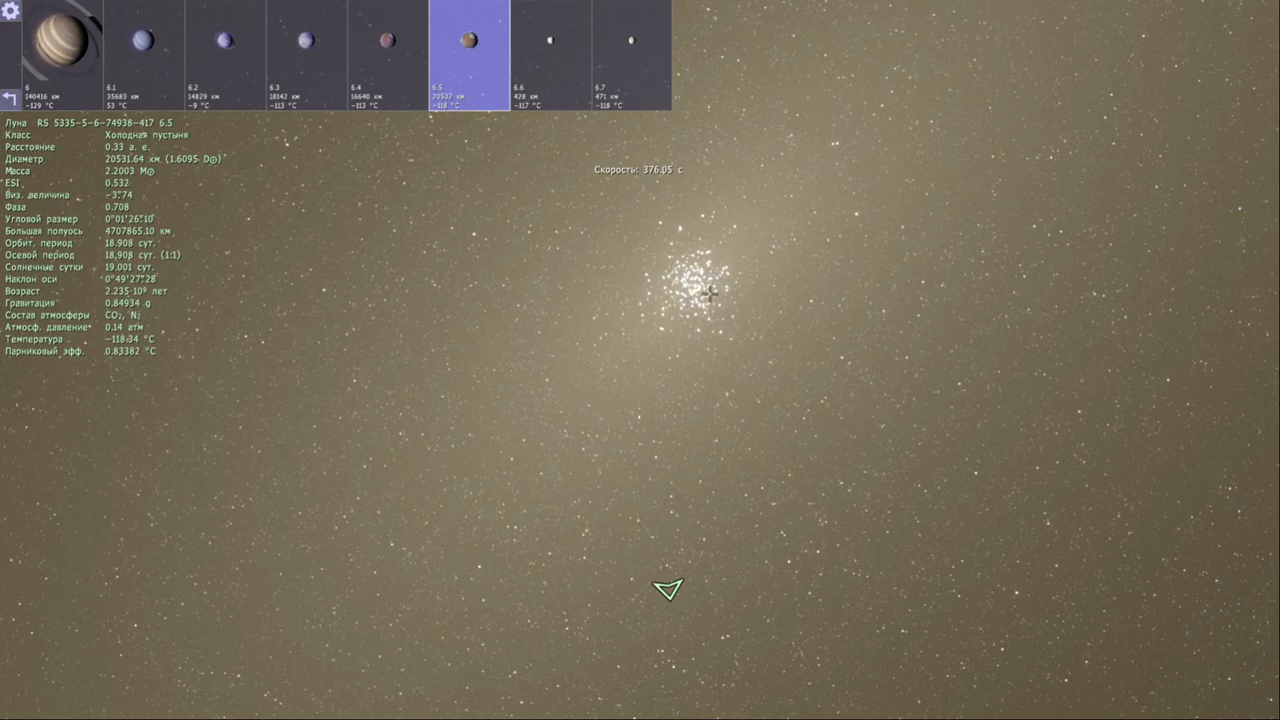 6
140416 км
-129 °C
6.1
35683 км
53 °C
6.2
14829 км
-9 °C
6.3
18142 км
-113 °C
6.4
16640 км
-113 °C
6.5
20532 км
-118 °C
6.6
428 км
-117 °C
6.7
471 км
-118 °C
Луна RS 5335-5-6-74938-417 6.5
Класс Холодная пустыня
Расстояние 0.33 а. е.
Диаметр 20531.64 км (1.6095 D⊙)
Масса 2.2003 M⊙
ESI 0.532
Виз. величина -3.74
Фаза 0.708
Угловой размер 0°01'26."10
Большая полуось 4707865.10 км
Орбит. период 18.908 сут.
Осевой период 18.908 сут. (1:1)
Солнечные сутки 19.001 сут.
Наклон оси 0°49'27."28
Возраст 2.235·10⁹ лет
Гравитация 0.84934 g
Состав атмосферы CO₂, N₂
Атмосф. давление 0.14 атм
Температура -118.34 °C
Парниковый эфф. 0.83382 °C
Скорость: 376.05 c